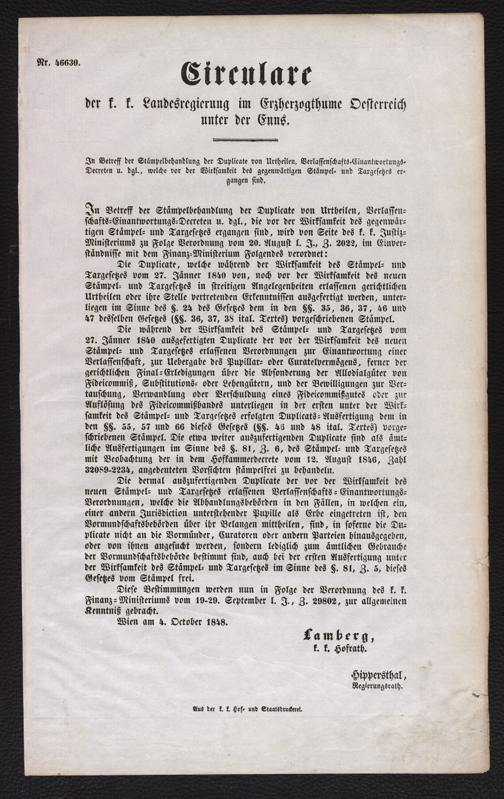 Nr. 46630.
Circulare
der k. k. Landesregierung im Erzherzogthume Oesterreich
unter der Enns.
In Betreff der Stämpelbehandlung der Duplicate von Urtheilen, Verlassenschafts-Einantwortungs-
Decreten u. dgl., welche vor der Wirksamkeit des gegenwärtigen Stämpel- und Taxgesetzes er-
gangen sind.
In Betreff der Stämpelbehandlung der Duplicate von Urtheilen, Verlassen-
schafts-Einantwortungs-Decreten u. dgl., die vor der Wirksamkeit des gegenwär-
tigen Stämpel- und Taxgesetzes ergangen sind, wird von Seite des k. k. Justiz-
Ministeriums zu Folge Verordnung vom 20. August l. J., Z. 2022, im Einver-
ständnisse mit dem Finanz-Ministerium Folgendes verordnet:
Die Duplicate, welche während der Wirksamkeit des Stämpel- und
Taxgesetzes vom 27. Jänner 1840 von, noch vor der Wirksamkeit des neuen
Stämpel- und Taxgesetzes in streitigen Angelegenheiten erlassenen gerichtlichen
Urtheilen oder ihre Stelle vertretenden Erkenntnissen ausgefertigt werden, unter-
liegen im Sinne des §. 24 des Gesetzes dem in den §§. 35, 36, 37, 46 und
47 desselben Gesetzes (§§. 36, 37, 38 ital. Textes) vorgeschriebenen Stämpel.
Die während der Wirksamkeit des Stämpel- und Taxgesetzes vom
27. Jänner 1840 ausgefertigten Duplicate der vor der Wirksamkeit des neuen
Stämpel- und Taxgesetzes erlassenen Verordnungen zur Einantwortung einer
Verlassenschaft, zur Uebergabe des Pupillar- oder Curatelvermögens, ferner der
gerichtlichen Final-Erledigungen über die Absonderung der Allodialgüter von
Fideicommiß, Substitutions- oder Lehengütern, und der Bewilligungen zur Ver-
tauschung, Verwandlung oder Verschuldung eines Fideicommißgutes oder zur
Auflösung des Fideicommißbandes unterliegen in der ersten unter der Wirk-
samkeit des Stämpel- und Taxgesetzes erfolgten Duplicats-Ausfertigung dem in
den §§. 55, 57 und 66 dieses Gesetzes (§§. 46 und 48 ital. Textes) vorge-
schriebenen Stämpel. Die etwa weiter auszufertigenden Duplicate sind als ämt-
liche Ausfertigungen im Sinne des §. 81, Z. 6, des Stämpel- und Taxgesetzes
mit Beobachtung der in dem Hofkammerdecrete vom 12. August 1846, Zahl
32089-2234, angedeuteten Vorsichten stämpelfrei zu behandeln.
Die dermal auszufertigenden Duplicate der vor der Wirksamkeit des
neuen Stämpel- und Taxgesetzes erlassenen Verlassenschafts-Einantwortungs-
Verordnungen, welche die Abhandlungsbehörden in den Fällen, in welchen ein,
einer andern Jurisdiction unterstehender Pupille als Erbe eingetreten ist, den
Vormundschaftsbehörden über ihr Belangen mittheilen, sind, in soferne die Du-
plicate nicht an die Vormünder, Curatoren oder andern Parteien hinausgegeben,
oder von ihnen angesucht werden, sondern lediglich zum ämtlichen Gebrauche
der Vormundschaftsbehörde bestimmt sind, auch bei der ersten Ausfertigung unter
der Wirksamkeit des Stämpel- und Taxgesetzes im Sinne des §. 81, Z. 5, dieses
Gesetzes vom Stämpel frei.
Diese Bestimmungen werden nun in Folge der Verordnung des k. k.
Finanz-Ministeriums vom 19-29. September l. J., Z. 29802, zur allgemeinen
Kenntniß gebracht.
Wien am 4. October 1848.
Lamberg,
k. k. Hofrath.
Hippersthal,
Regierungsrath.
Aus der k. k. Hof- und Staatsdruckerei.